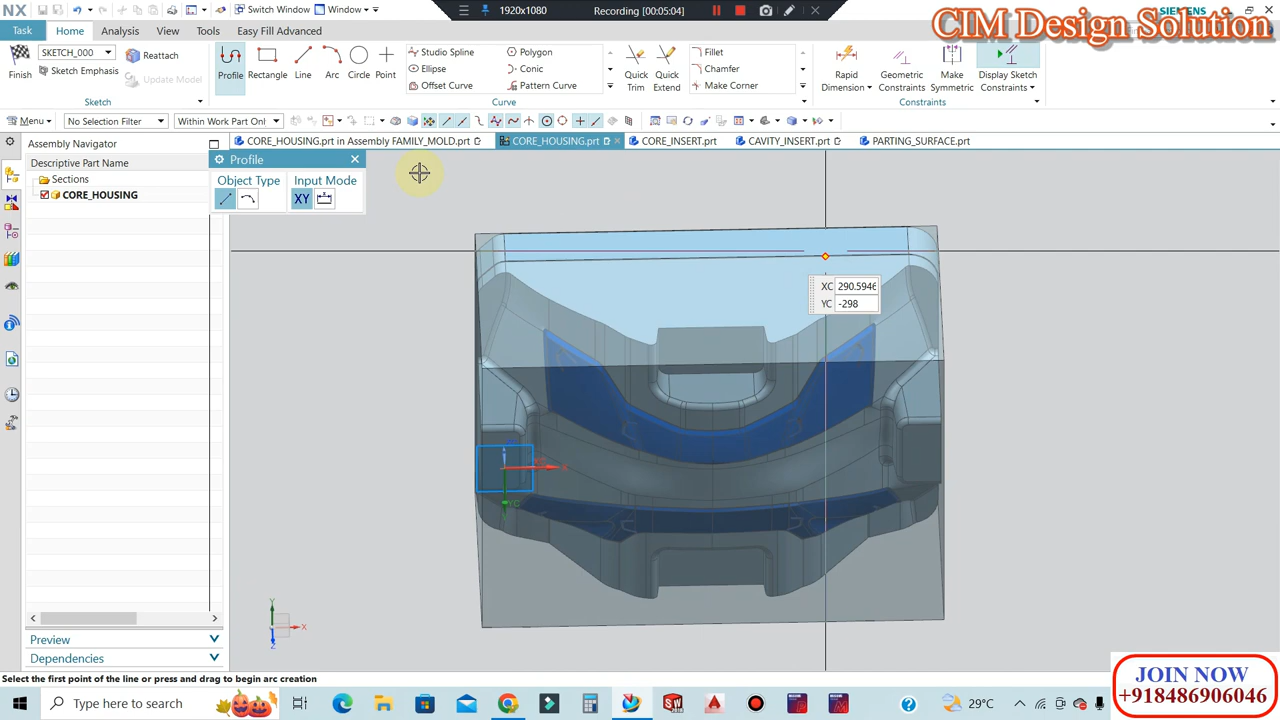 NX
Switch Window
Window
1920x1080
Recording [00:05:04]
SIEMENS
CIM Design Solution
Task
Home
Analysis
View
Tools
Easy Fill Advanced
SKETCH_000
Reattach
Sketch Emphasis
Update Model
Finish
Profile
Rectangle
Line
Arc
Circle
Point
Studio Spline
Polygon
Ellipse
Conic
Offset Curve
Pattern Curve
Quick Trim
Quick Extend
Fillet
Chamfer
Make Corner
Rapid Dimension
Geometric Constraints
Make Symmetric
Display Sketch Constraints
Sketch
Curve
Constraints
Menu
No Selection Filter
Within Work Part Only
Assembly Navigator
CORE_HOUSING.prt in Assembly FAMILY_MOLD.prt
CORE_HOUSING.prt
CORE_INSERT.prt
CAVITY_INSERT.prt
PARTING_SURFACE.prt
Descriptive Part Name
Sections
CORE_HOUSING
Profile
Object Type
Input Mode
XY
XC 290.5946
YC -298
X
YC
Y
X
Z
Preview
Dependencies
Select the first point of the line or press and drag to begin arc creation
JOIN NOW
+918486906046
Type here to search
29°C